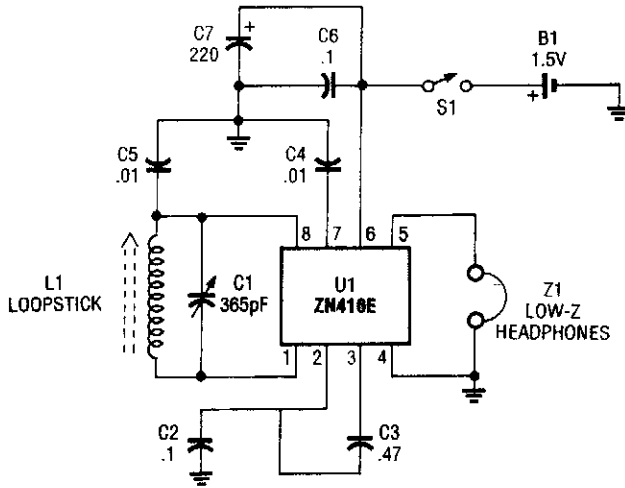 C7
220
+
C6
.1
B1
1.5V
+
S1
C5
.01
C4
.01
8 7 6 5
L1
LOOPSTICK
C1
365pF
U1
ZN416E
Z1
LOW-Z
HEADPHONES
1 2 3 4
C2
.1
C3
.47